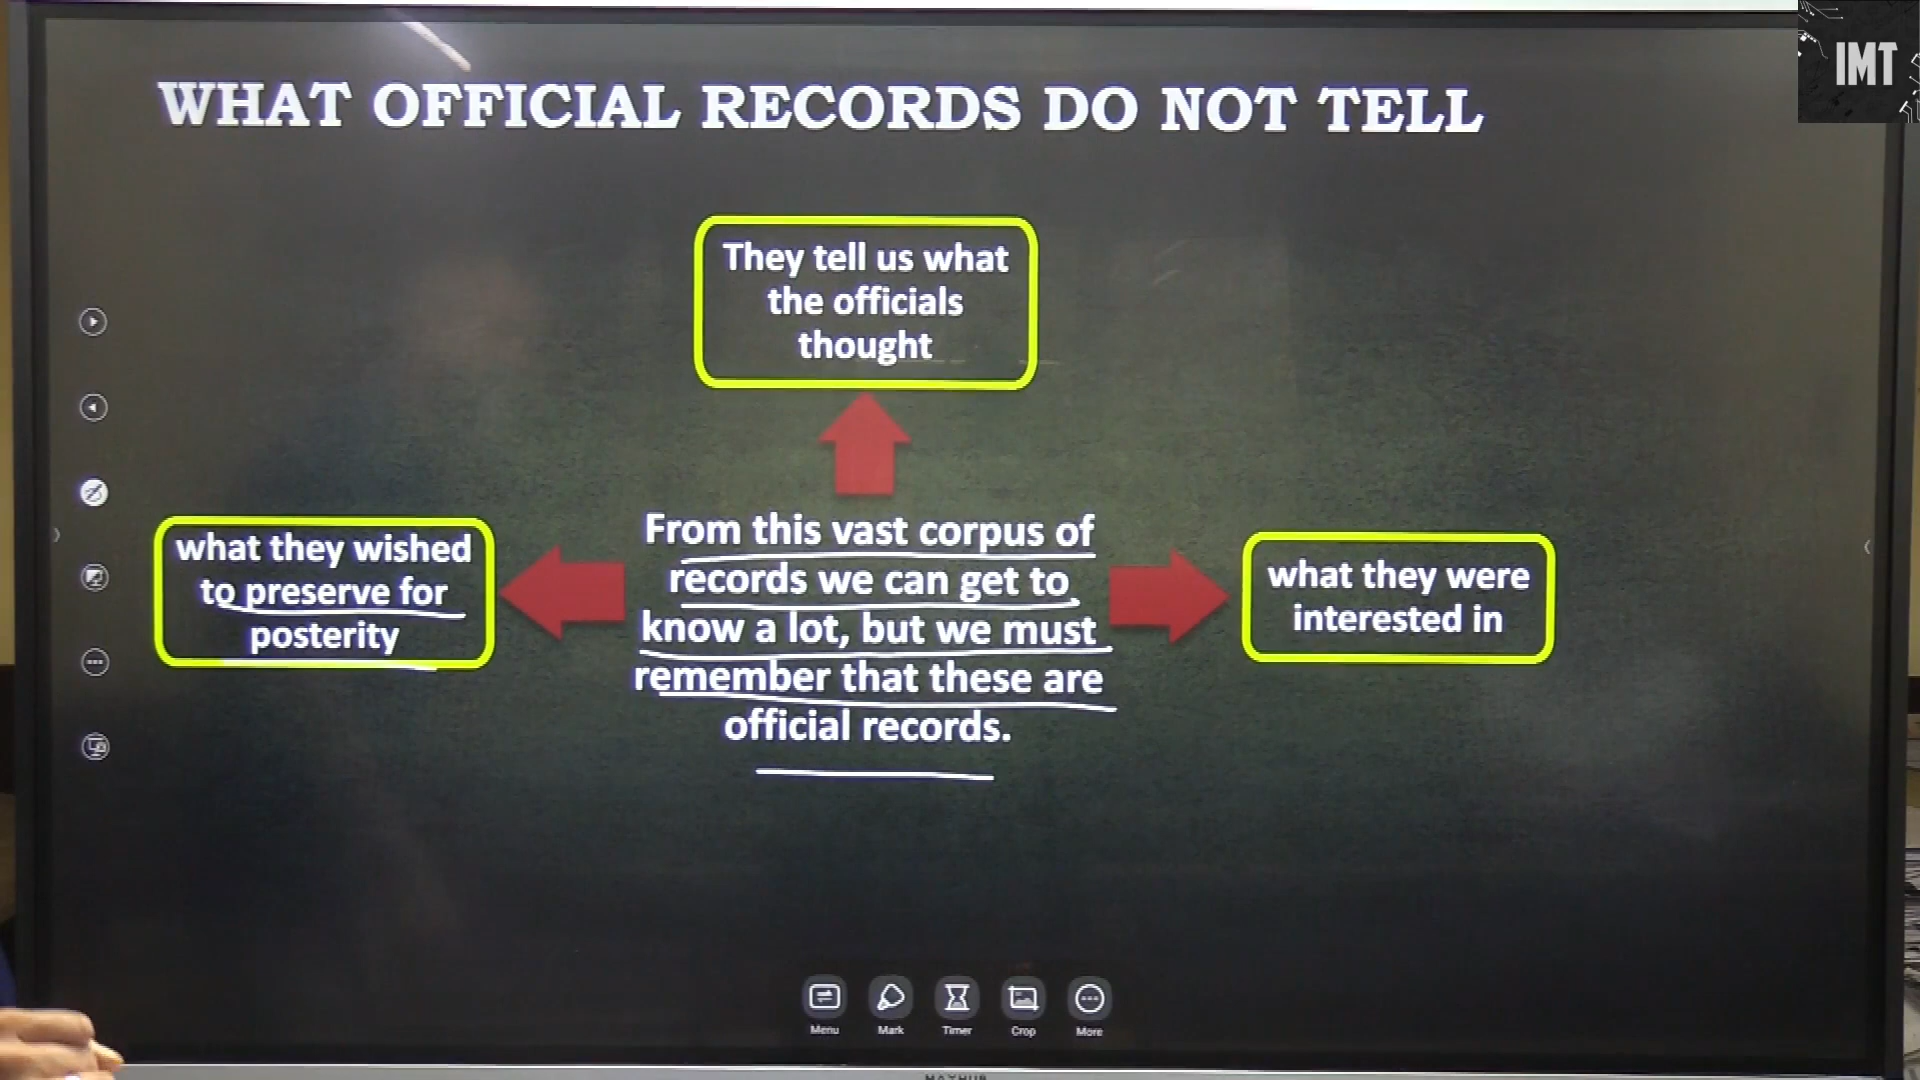 IMT
WHAT OFFICIAL RECORDS DO NOT TELL
They tell us what
the officials
thought
what they wished
to preserve for
posterity
From this vast corpus of
records we can get to
know a lot, but we must
remember that these are
official records.
what they were
interested in
Menu
Mark
Timer
Crop
More